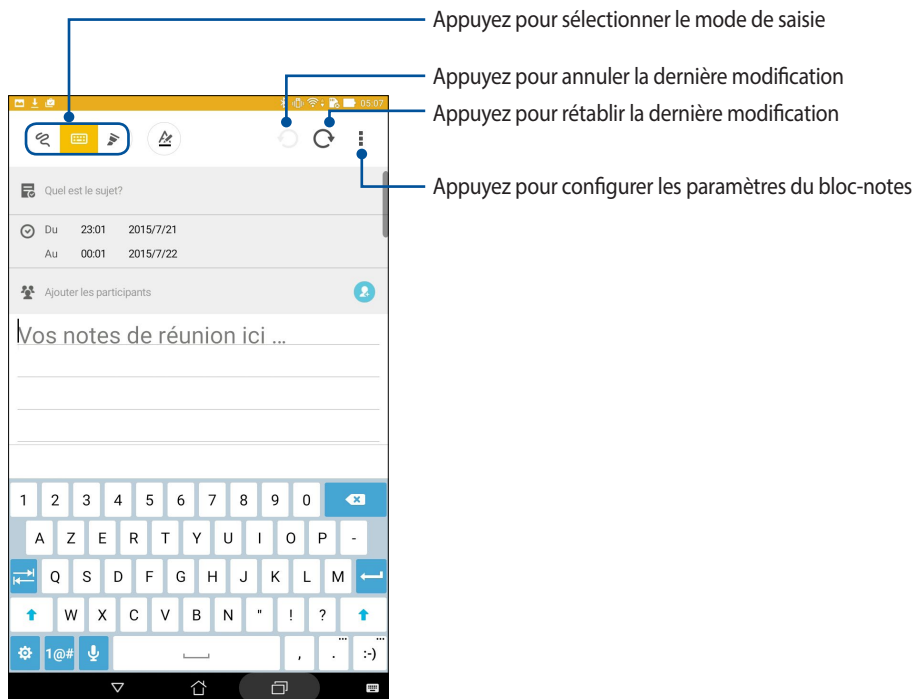 Appuyez pour sélectionner le mode de saisie
Appuyez pour annuler la dernière modification
Appuyez pour rétablir la dernière modification
05:07
Appuyez pour configurer les paramètres du bloc-notes
Quel est le sujet?
Du 23:01 2015/7/21
Au 00:01 2015/7/22
Ajouter les participants
Vos notes de réunion ici ...
1 2 3 4 5 6 7 8 9 0
A Z E R T Y U I O P -
Q S D F G H J K L M
W X C V B N " ! ?
1@# , . ... :-) ...